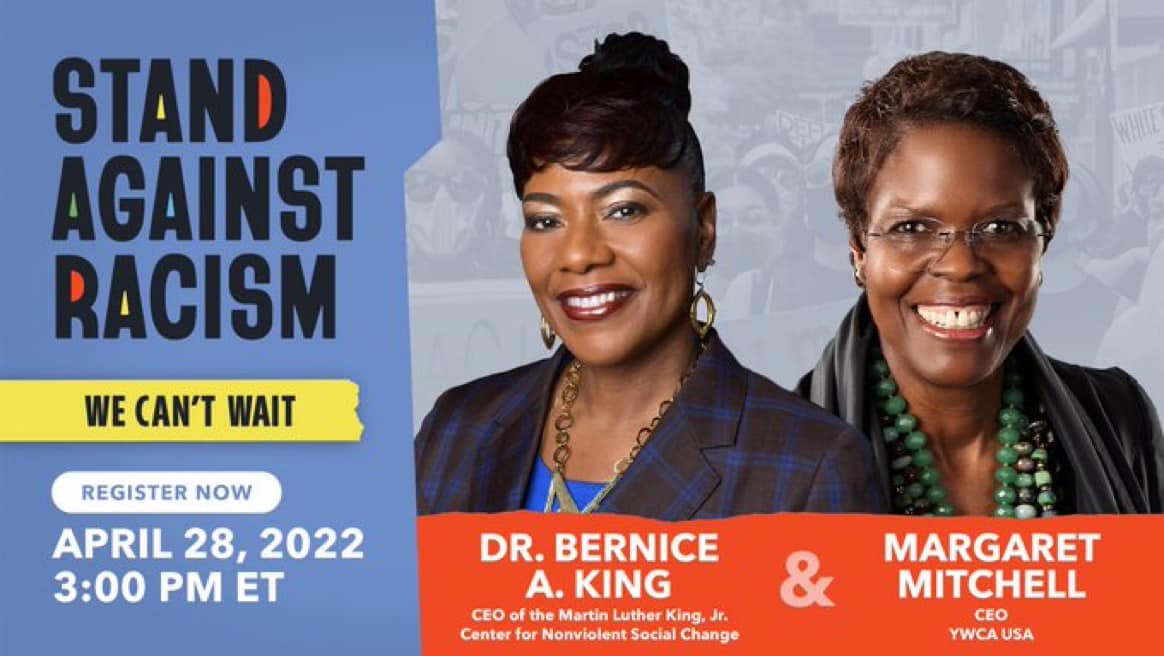 STAND
AGAINST
RACISM
WE CAN'T WAIT
REGISTER NOW
APRIL 28, 2022
3:00 PM ET
DR. BERNICE
A. KING
CEO of the Martin Luther King, Jr.
Center for Nonviolent Social Change
&
MARGARET
MITCHELL
CEO
YWCA USA
WHITE